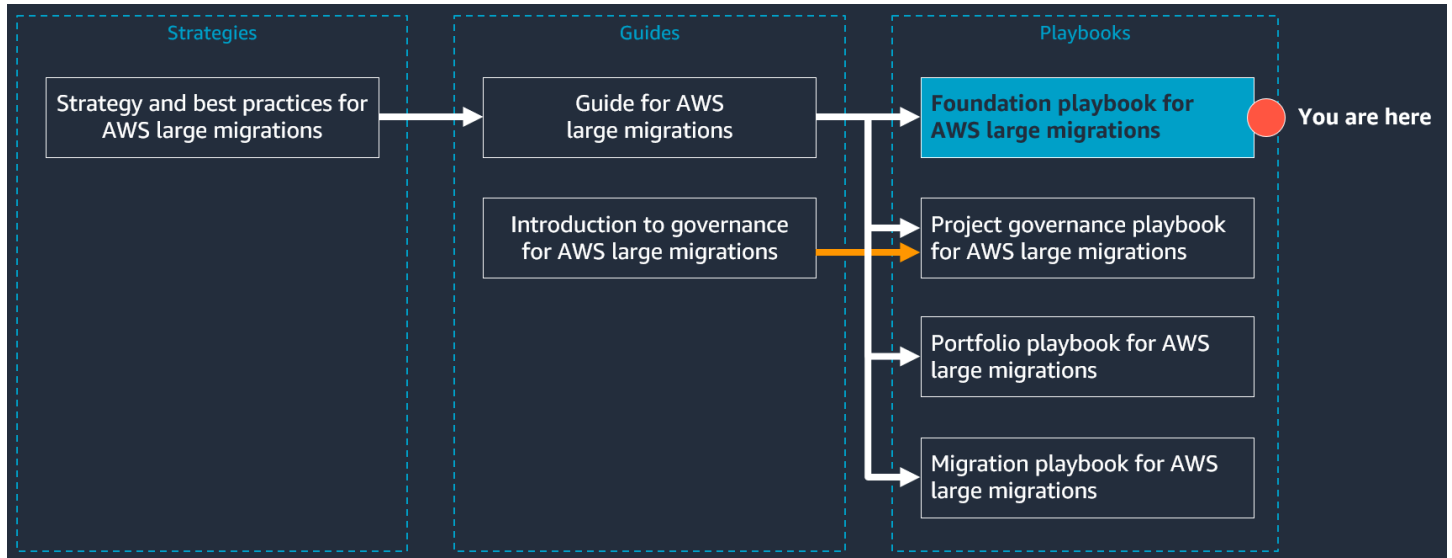 Strategies
Strategy and best practices for
AWS large migrations
Guides
Guide for AWS
large migrations
Introduction to governance
for AWS large migrations
Playbooks
Foundation playbook for
AWS large migrations
You are here
Project governance playbook
for AWS large migrations
Portfolio playbook for AWS
large migrations
Migration playbook for AWS
large migrations